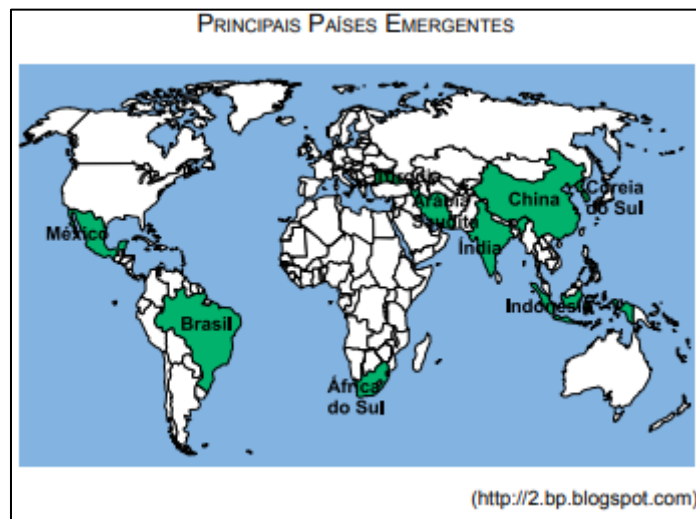 PRINCIPAIS PAÍSES EMERGENTES
China
Coreia
do Sul
Arábia
Saudita
México
Índia
Indonésia
Brasil
África
do Sul
(http://2.bp.blogspot.com)